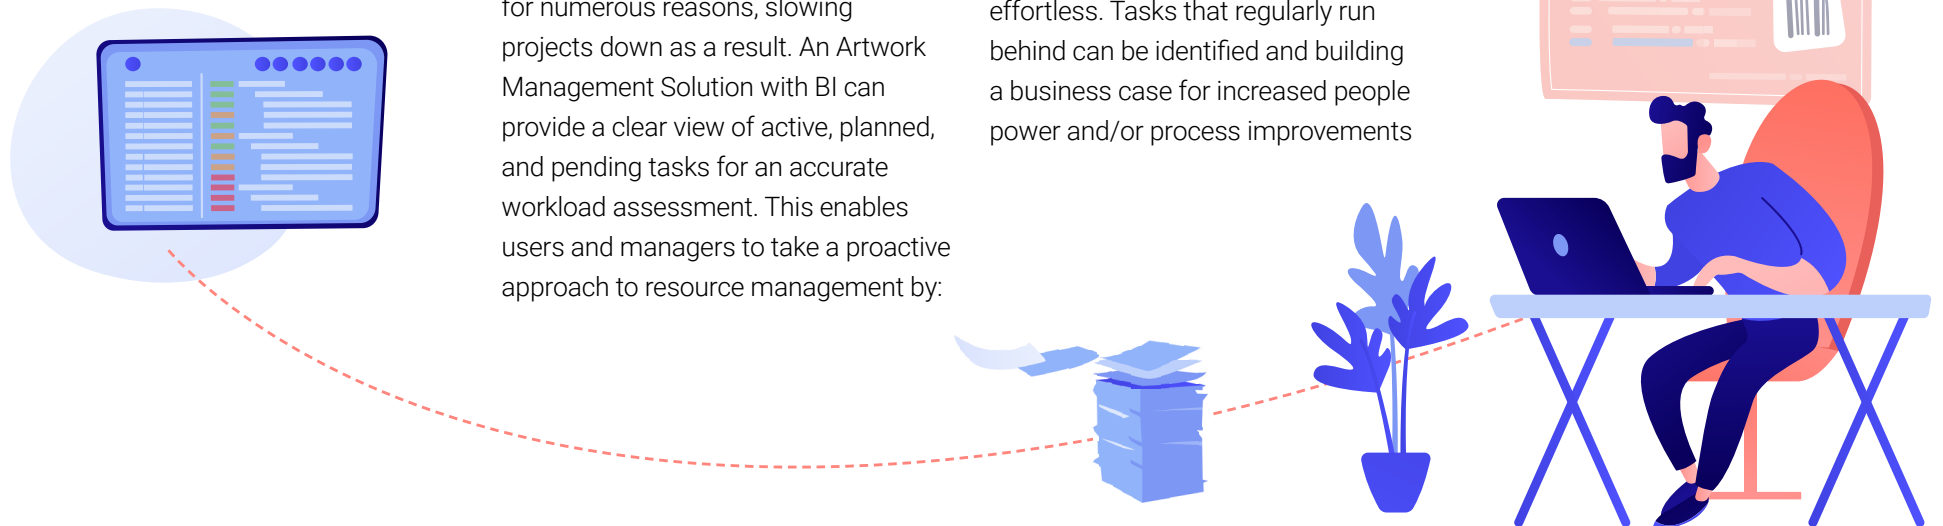 for numerous reasons, slowing
projects down as a result. An Artwork
Management Solution with BI can
provide a clear view of active, planned,
and pending tasks for an accurate
workload assessment. This enables
users and managers to take a proactive
approach to resource management by:
effortless. Tasks that regularly run
behind can be identified and building
a business case for increased people
power and/or process improvements